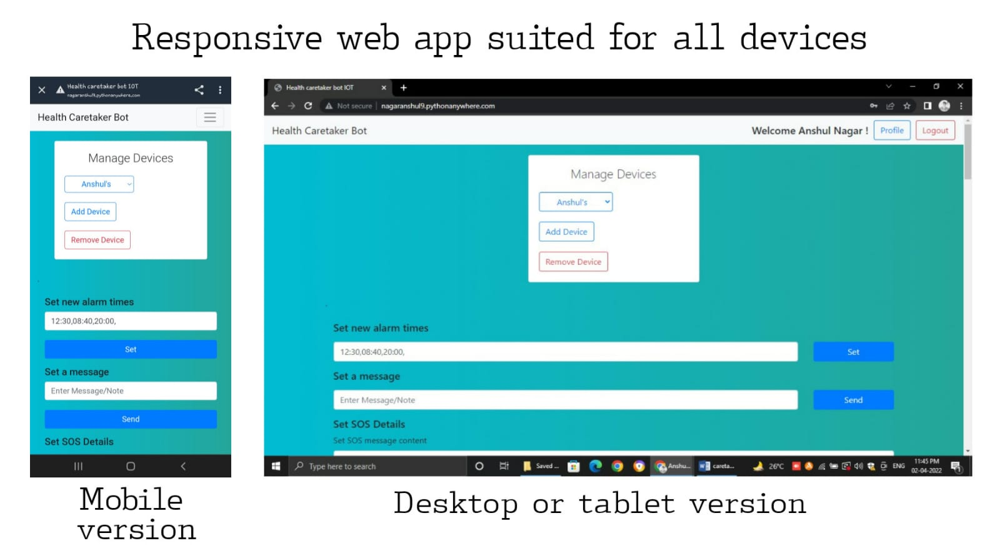 Responsive web app suited for all devices
Health caretaker bot IOT
nagaranshul9.pythonanywhere.com
Health Caretaker Bot
Manage Devices
Anshul's
Add Device
Remove Device
Set new alarm times
12:30,08:40,20:00,
Set
Set a message
Enter Message/Note
Send
Set SOS Details
Mobile
version
Health caretaker bot IOT
Not secure | nagaranshul9.pythonanywhere.com
Health Caretaker Bot
Welcome Anshul Nagar !
Profile
Logout
Manage Devices
Anshul's
Add Device
Remove Device
Set new alarm times
12:30,08:40,20:00,
Set
Set a message
Enter Message/Note
Send
Set SOS Details
Set SOS message content
Type here to search
Saved ...
Anshu...
careta...
26°C
ENG
11:45 PM
02-04-2022
Desktop or tablet version